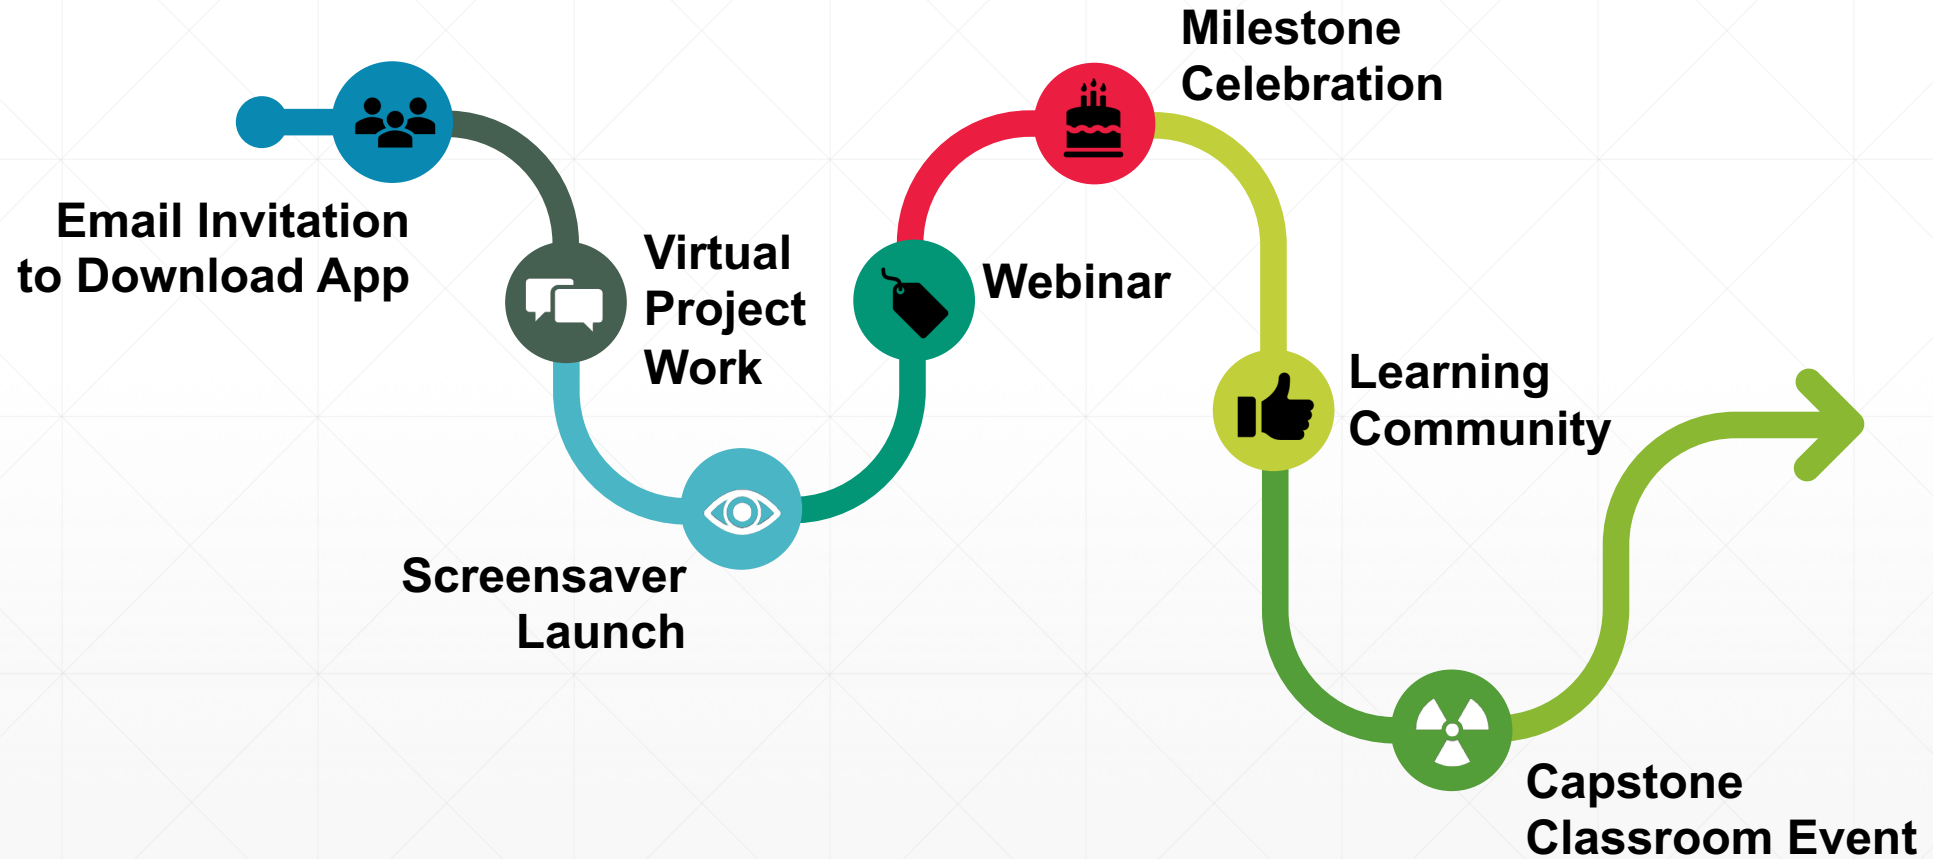 Email Invitation
to Download App
Virtual
Project
Work
Screensaver
Launch
Webinar
Milestone
Celebration
Learning
Community
Capstone
Classroom Event